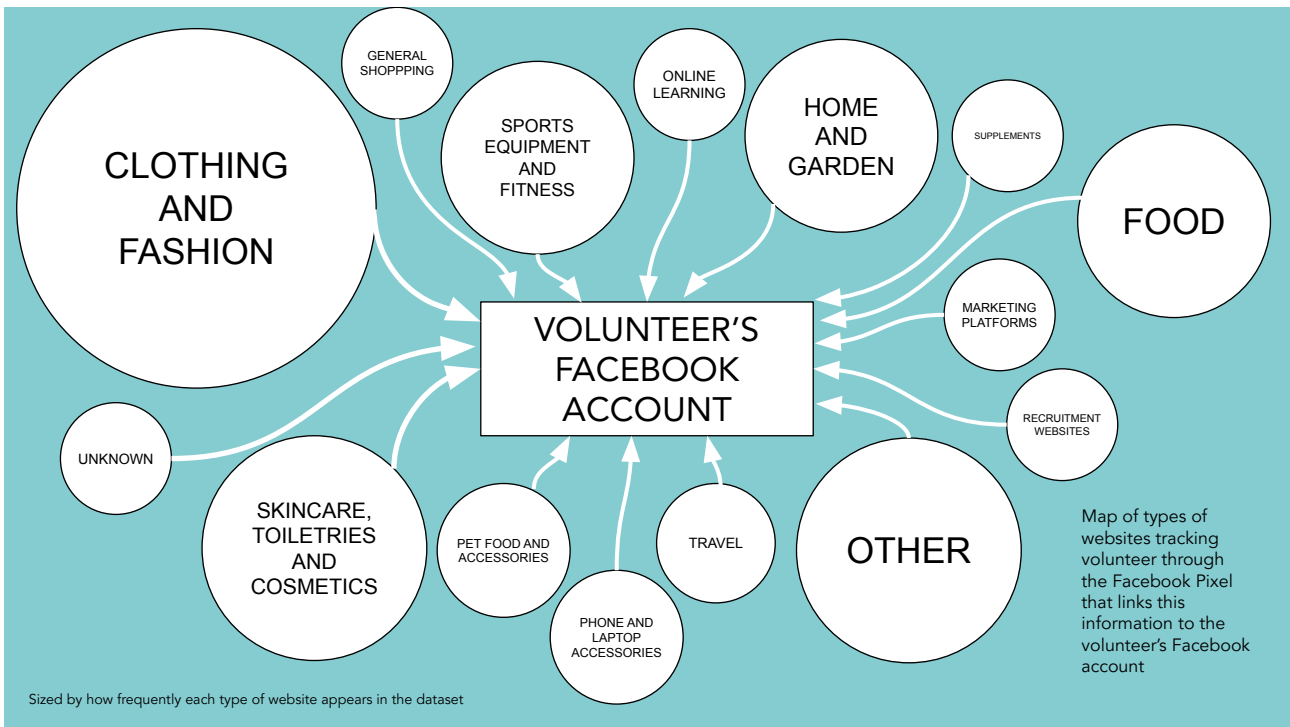 GENERAL
SHOPPPING
ONLINE
LEARNING
CLOTHING
AND
FASHION
SPORTS
EQUIPMENT
AND
FITNESS
HOME
AND
GARDEN
SUPPLEMENTS
FOOD
VOLUNTEER’S
FACEBOOK
ACCOUNT
MARKETING
PLATFORMS
RECRUITMENT
WEBSITES
UNKNOWN
SKINCARE,
TOILETRIES
AND
COSMETICS
PET FOOD AND
ACCESSORIES
PHONE AND
LAPTOP
ACCESSORIES
TRAVEL
OTHER
Map of types of
websites tracking
volunteer through
the Facebook Pixel
that links this
information to the
volunteer’s Facebook
account
Sized by how frequently each type of website appears in the dataset